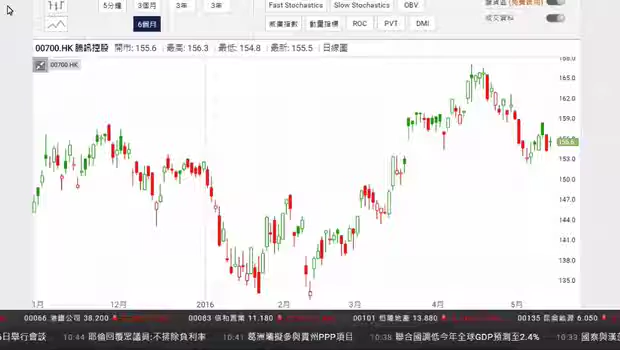 5分鐘 3個月 3年 3年 Fast Stochastics Slow Stochastics OBV
6個月 威廉指標 數量指標 ROC PVT DMI
成交資料
00700.HK 騰訊控股 開市: 155.6 最高: 156.3 最低: 154.8 最新: 155.5 日線圖
00700.HK
168.0
165.0
162.0
159.0
156.0
155.6
153.0
150.0
147.0
144.0
141.0
138.0
135.0
1月 12月 2016 2月 3月 4月 5月
00066 港鐵公司 38.200 00083 信和置業 11.180 00101 恒隆地產 13.880 00135 昆侖能源 6.050
6日舉行會談 10:44 耶倫回覆眾議員:不排除負利率 10:41 葛洲壩擬參與貴州PPP項目 10:38 聯合國調低今年全球GDP預測至2.4% 10:33